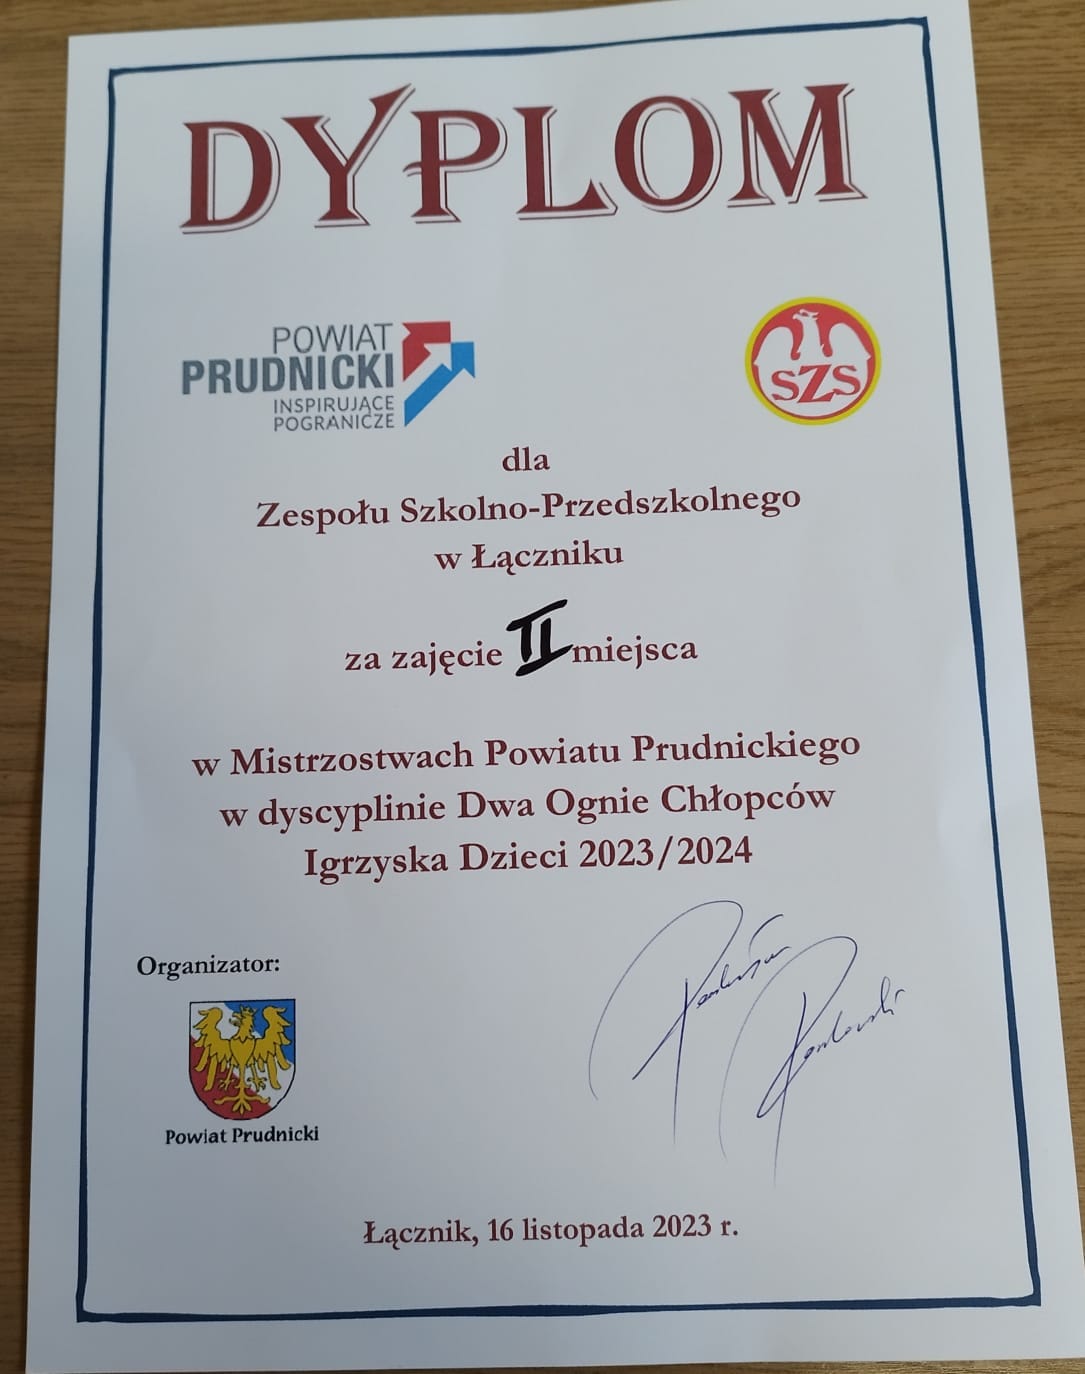 DYPLOM
POWIAT
PRUDNICKI
INSPIRUJĄCE
POGRANICZE
SZS
dla
Zespołu Szkolno-Przedszkolnego
w Łączniku
za zajęcie II miejsca
w Mistrzostwach Powiatu Prudnickiego
w dyscyplinie Dwa Ognie Chłopców
Igrzyska Dzieci 2023/2024
Organizator:
Powiat Prudnicki
Łącznik, 16 listopada 2023 r.